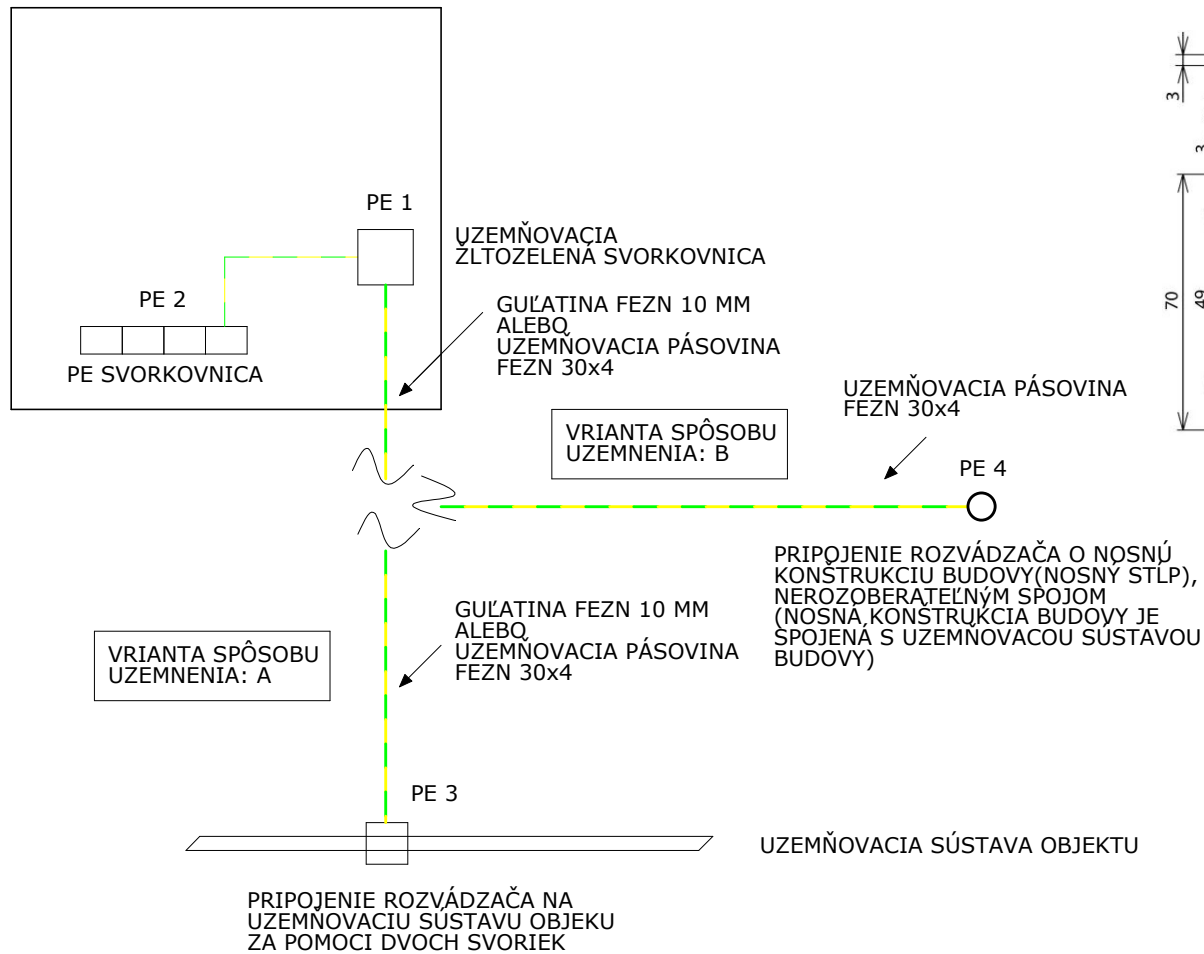 PE 1
UZEMŇOVACIA
ŽLTOZELENÁ SVORKOVNICA
PE 2
PE SVORKOVNICA
GUĽATINA FEZN 10 MM
ALEBO
UZEMŇOVACIA PÁSOVINA
FEZN 30x4
UZEMŇOVACIA PÁSOVINA
FEZN 30x4
VRIANTA SPÔSOBU
UZEMNENIA: B
PE 4
PRIPOJENIE ROZVÁDZAČA O NOSNÚ
KONŠTRUKCIU BUDOVY(NOSNÝ STĹP),
NEROZOBERATEĽNýM SPOJOM
(NOSNÁ KONŠTRUKCIA BUDOVY JE
SPOJENÁ S UZEMŇOVACOU SÚSTAVOU
BUDOVY)
GUĽATINA FEZN 10 MM
ALEBO
UZEMŇOVACIA PÁSOVINA
FEZN 30x4
VRIANTA SPÔSOBU
UZEMNENIA: A
PE 3
UZEMŇOVACIA SÚSTAVA OBJEKTU
PRIPOJENIE ROZVÁDZAČA NA
UZEMŇOVACIU SÚSTAVU OBJEKU
ZA POMOCI DVOCH SVORIEK
3
3
70
49